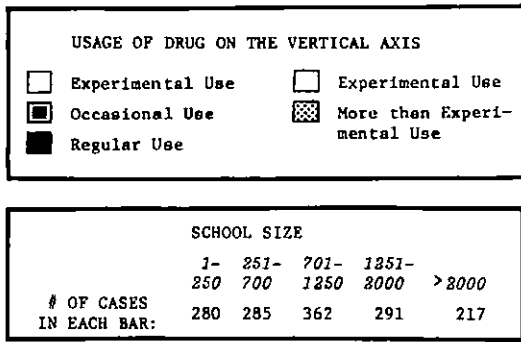 USAGE OF DRUG ON THE VERTICAL AXIS
Experimental Use
Occasional Use
Regular Use
Experimental Use
More than Experi-
mental Use
SCHOOL SIZE
1- 251- 701- 1251-
250 700 1250 2000 >2000
# OF CASES
IN EACH BAR: 280 285 362 291 217